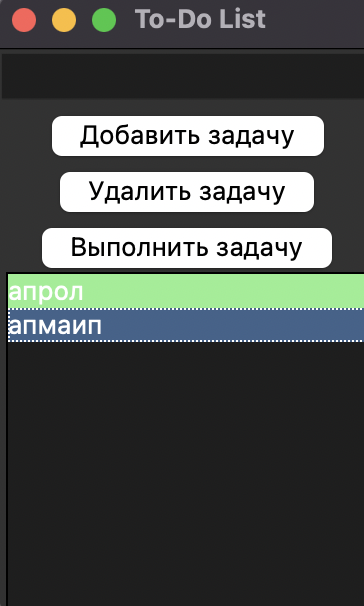 To-Do List
Добавить задачу
Удалить задачу
Выполнить задачу
апрол
апмаип